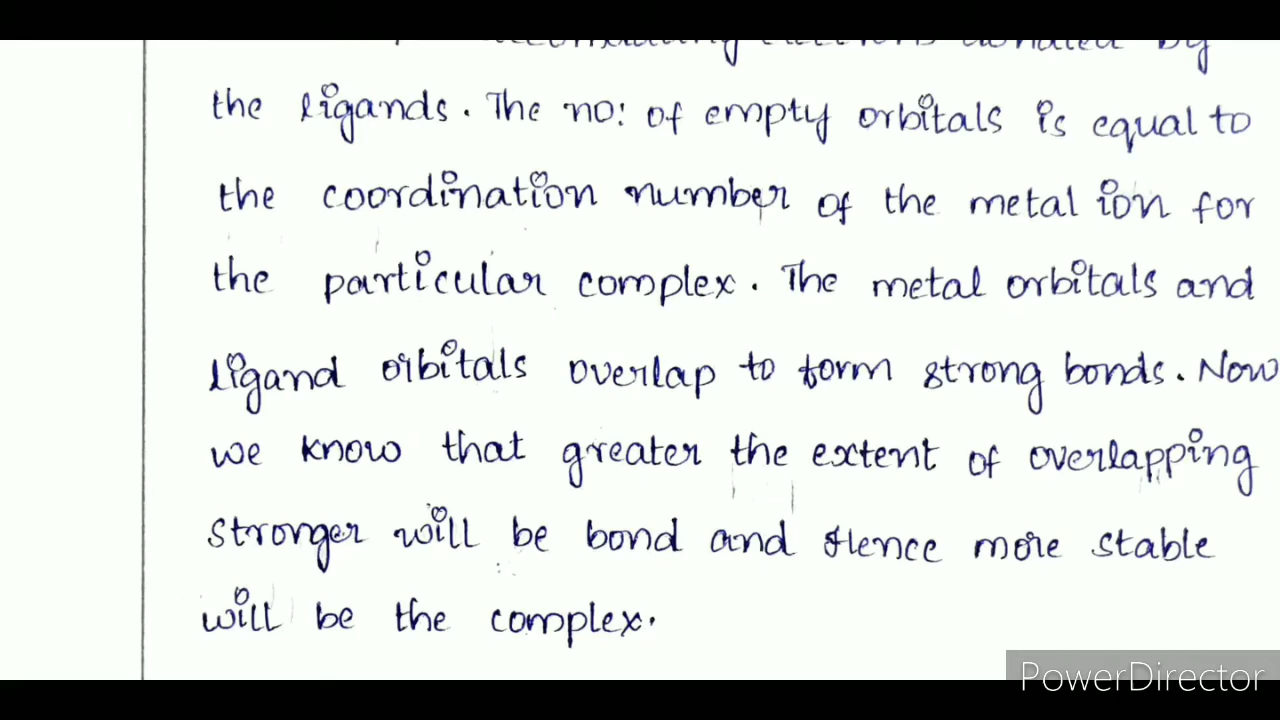 donated by
the ligands. The no: of empty orbitals is equal to
the coordination number of the metal ion for
the particular complex. The metal orbitals and
ligand orbitals overlap to form strong bonds. Now
we know that greater the extent of overlapping
stronger will be bond and Hence more stable
will be the complex.
PowerDirector